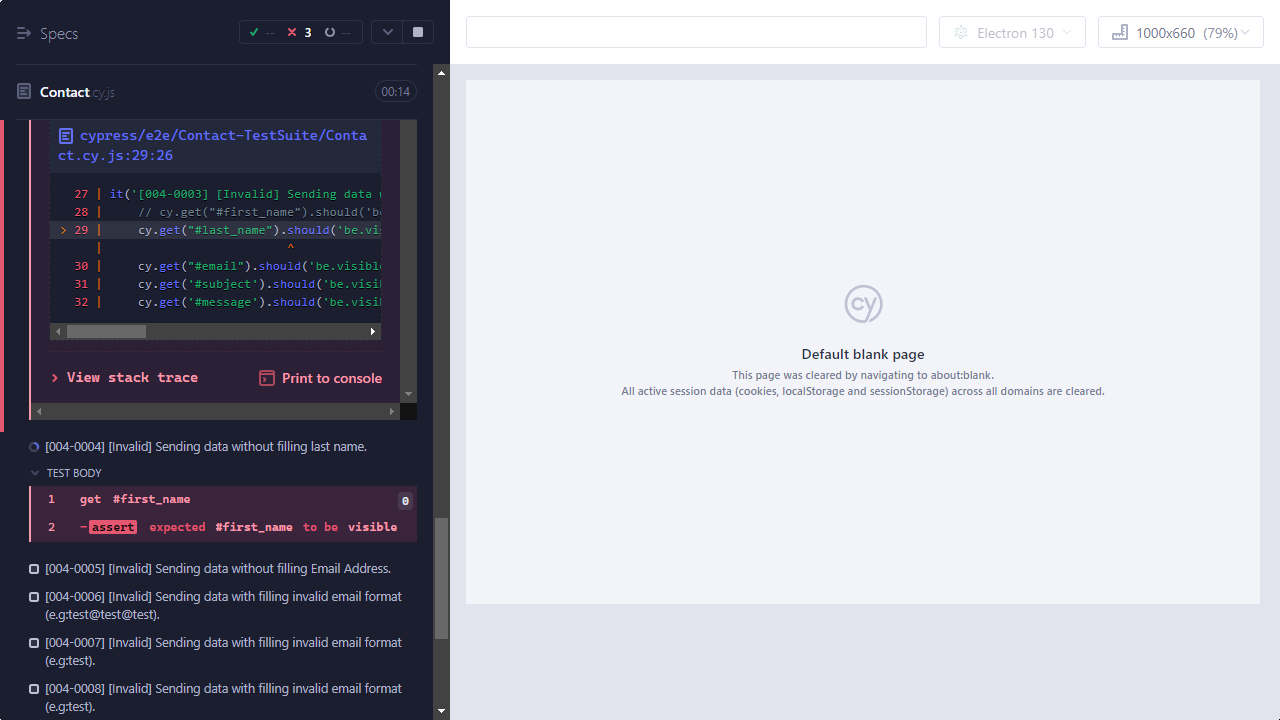 Specs
-- 3 --
Electron 130
1000x660 (79%)
Contact.cy.js
00:14
cypress/e2e/Contact-TestSuite/Conta
ct.cy.js:29:26
27 | it('[004-0003] [Invalid] Sending data
28 | // cy.get("#first_name").should('be
> 29 | cy.get("#last_name").should('be.vis
| ^
30 | cy.get("#email").should('be.visible
31 | cy.get('#subject').should('be.visib
32 | cy.get('#message').should('be.visib
> View stack trace
Print to console
[004-0004] [Invalid] Sending data without filling last name.
TEST BODY
1 get #first_name 0
2 -assert expected #first_name to be visible
[004-0005] [Invalid] Sending data without filling Email Address.
[004-0006] [Invalid] Sending data with filling invalid email format
(e.g:test@test@test).
[004-0007] [Invalid] Sending data with filling invalid email format
(e.g:test).
[004-0008] [Invalid] Sending data with filling invalid email format
(e.g:test).
cy
Default blank page
This page was cleared by navigating to about:blank.
All active session data (cookies, localStorage and sessionStorage) across all domains are cleared.